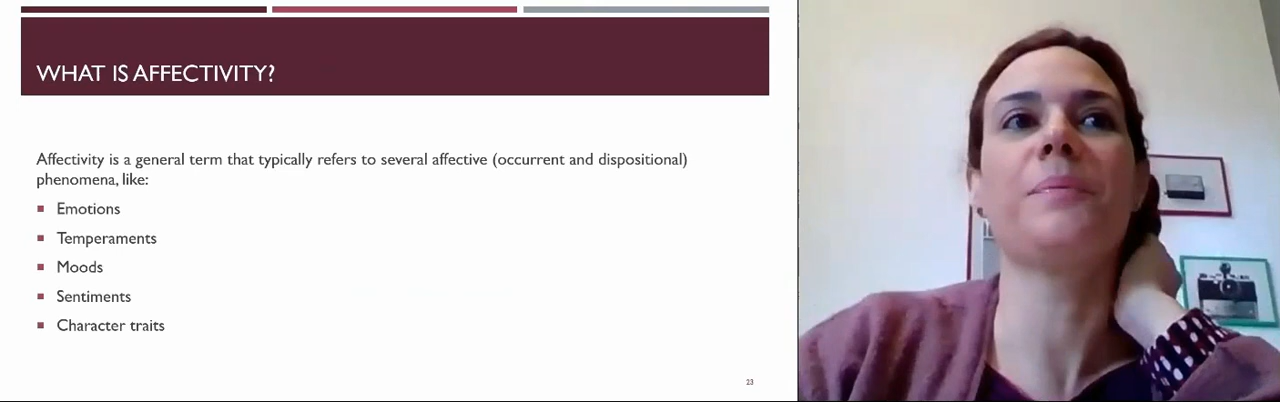 WHAT IS AFFECTIVITY?
Affectivity is a general term that typically refers to several affective (occurrent and dispositional)
phenomena, like:
Emotions
Temperaments
Moods
Sentiments
Character traits
23